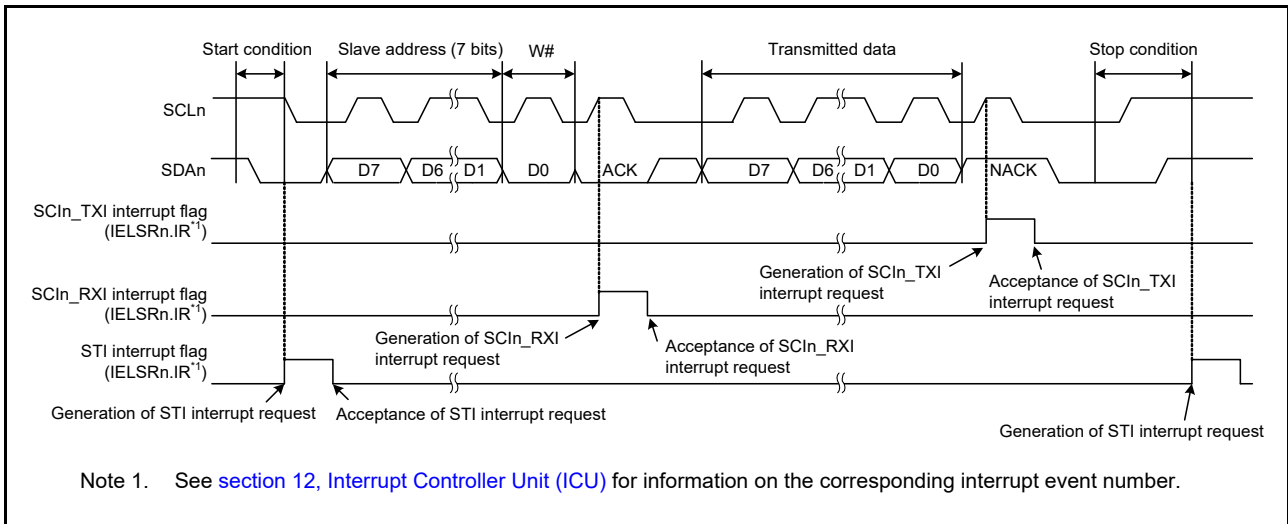 Start condition
Slave address (7 bits)
W#
Transmitted data
Stop condition
SCLn
SDAn
D7
D6
D1
D0
ACK
D7
D6
D1
D0
NACK
SCIn_TXI interrupt flag
(IELSRn.IR*1)
Generation of SCIn_TXI
interrupt request
Acceptance of SCIn_TXI
interrupt request
SCIn_RXI interrupt flag
(IELSRn.IR*1)
Generation of SCIn_RXI
interrupt request
Acceptance of SCIn_RXI
interrupt request
STI interrupt flag
(IELSRn.IR*1)
Generation of STI interrupt request
Acceptance of STI interrupt request
Generation of STI interrupt request
Note 1. See section 12, Interrupt Controller Unit (ICU) for information on the corresponding interrupt event number.